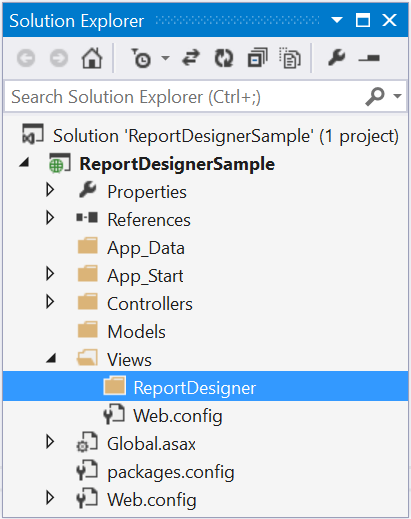 Solution Explorer
Search Solution Explorer (Ctrl+;)
Solution 'ReportDesignerSample' (1 project)
ReportDesignerSample
Properties
References
App_Data
App_Start
Controllers
Models
Views
ReportDesigner
Web.config
Global.asax
packages.config
Web.config